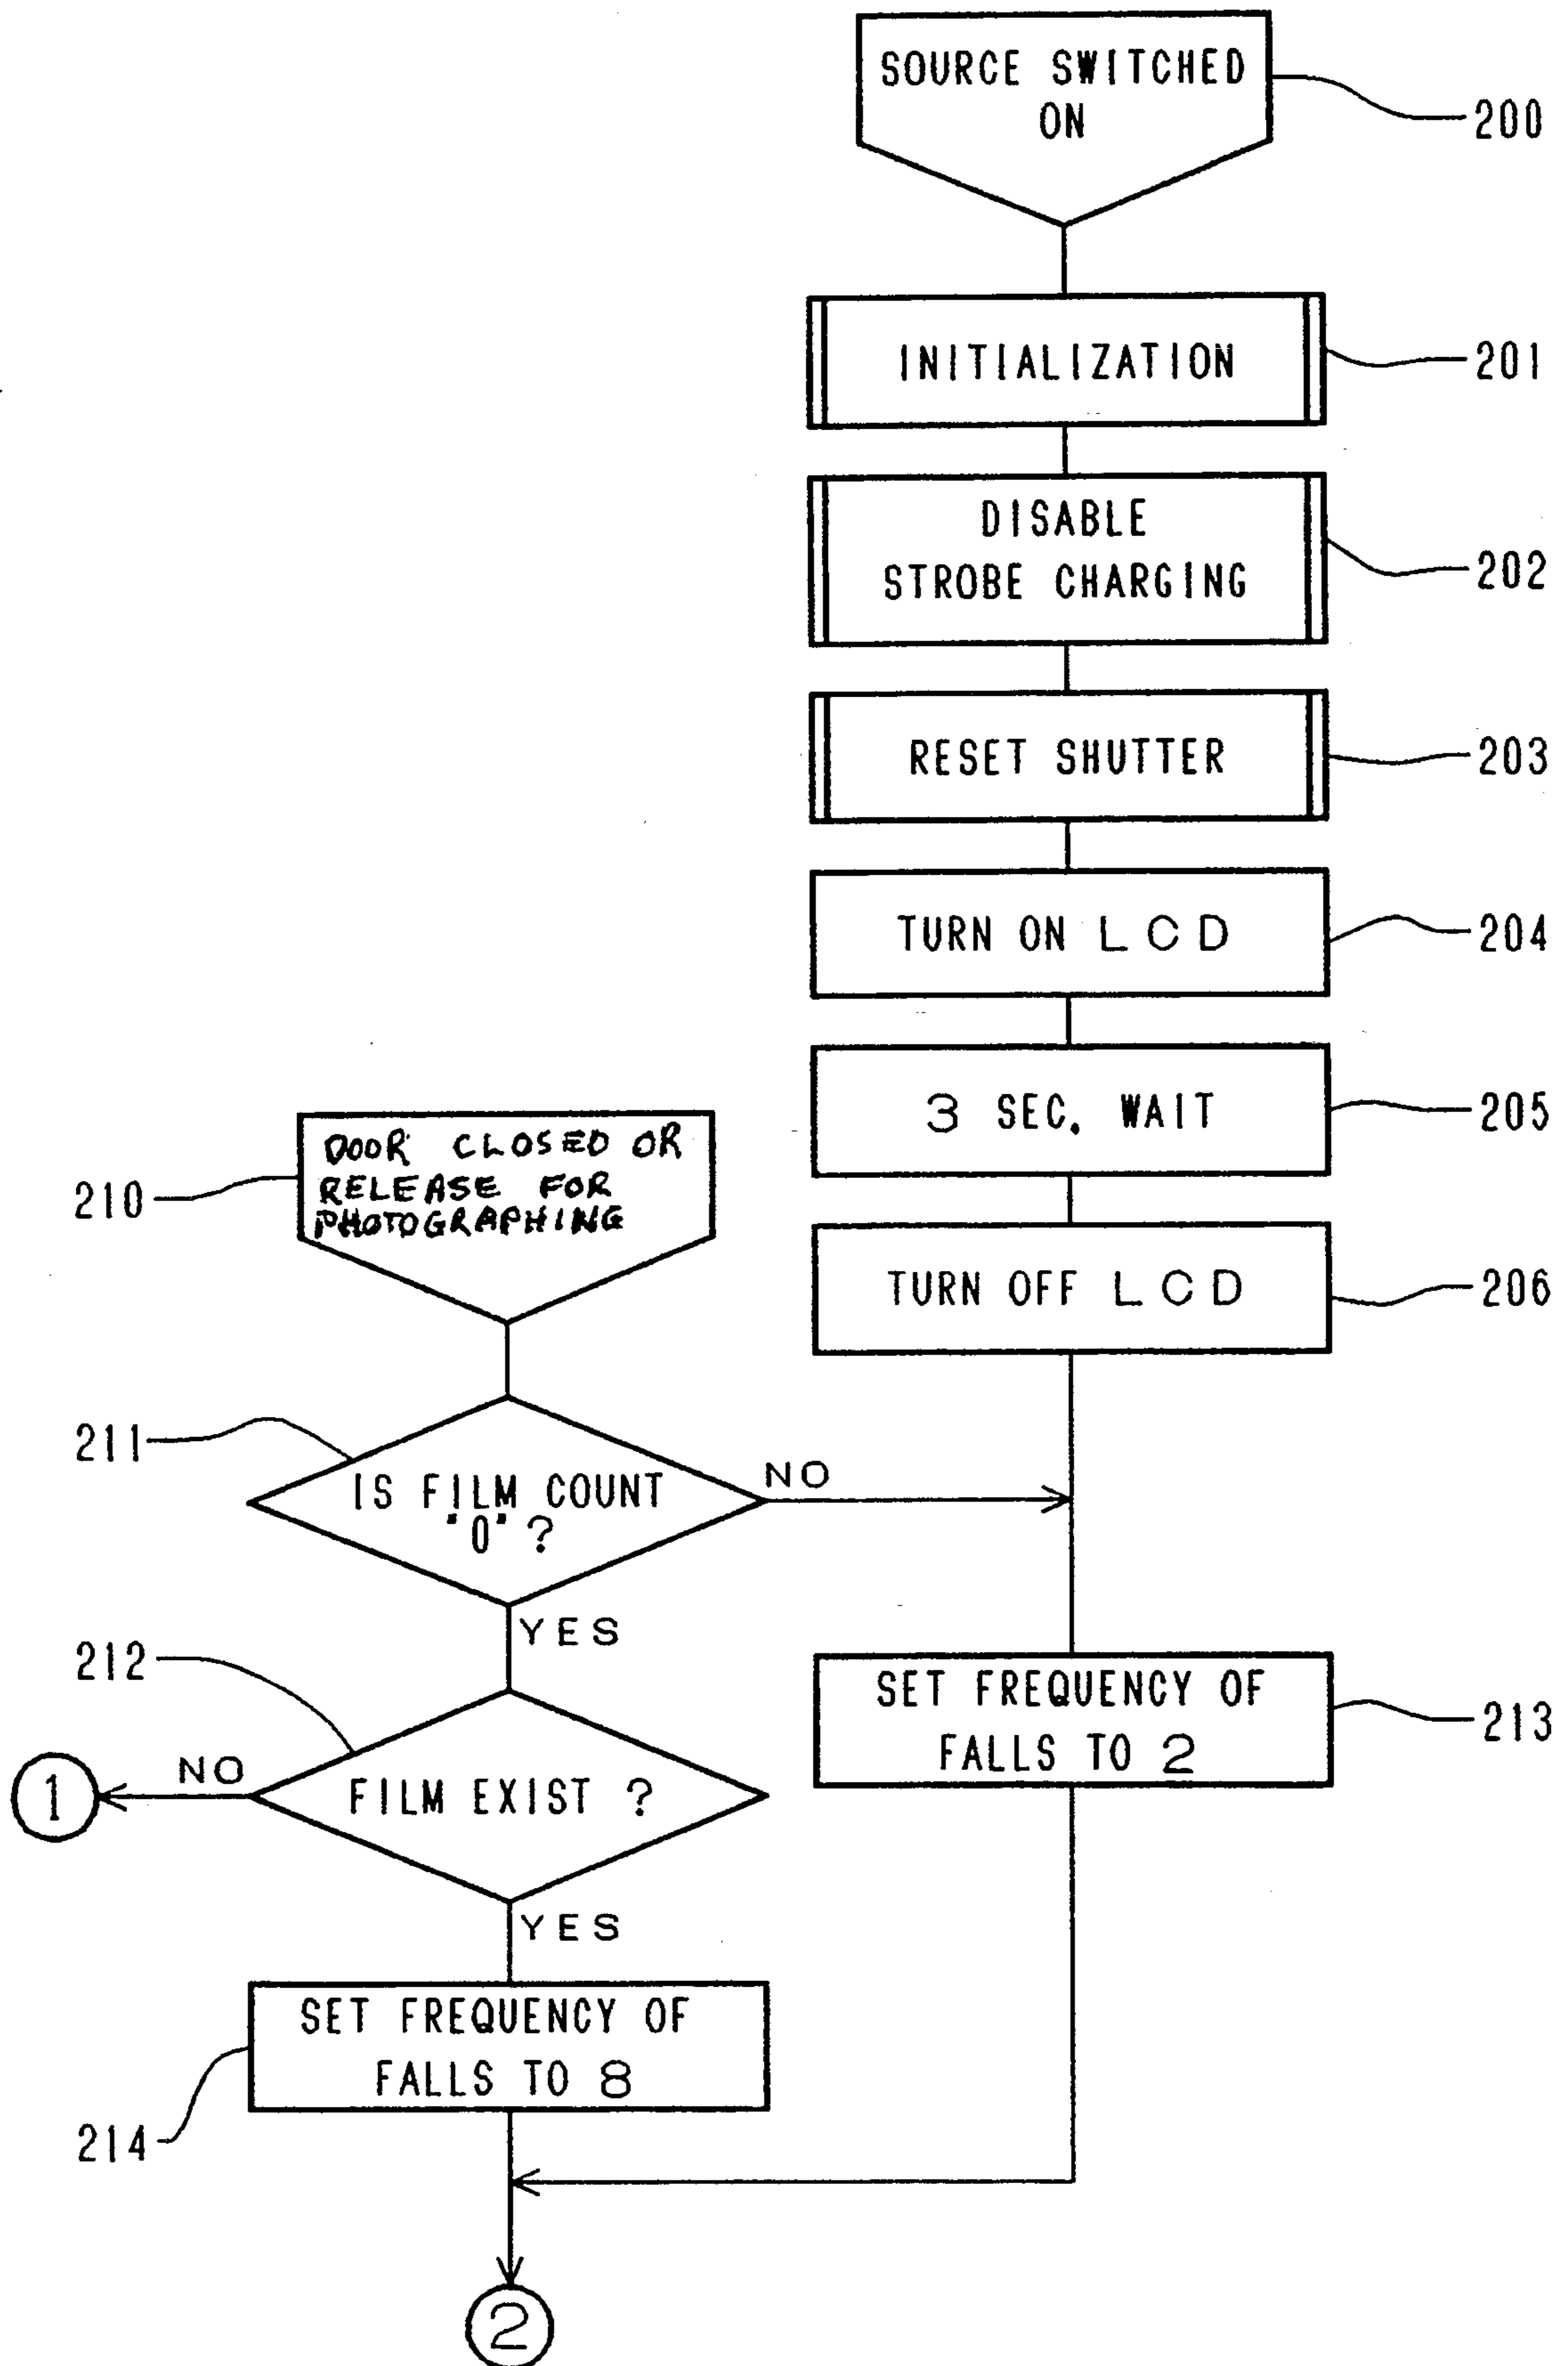 SOURCE SWITCHED
ON
200
INITIALIZATION
201
DISABLE
STROBE CHARGING
202
RESET SHUTTER
203
TURN ON LCD
204
3 SEC. WAIT
205
TURN OFF LCD
206
DOOR CLOSED OR
RELEASE FOR
PHOTOGRAPHING
210
211
IS FILM COUNT
"0"?
NO
YES
212
FILM EXIST ?
NO
1
YES
SET FREQUENCY OF
FALLS TO 2
213
SET FREQUENCY OF
FALLS TO 8
214
2